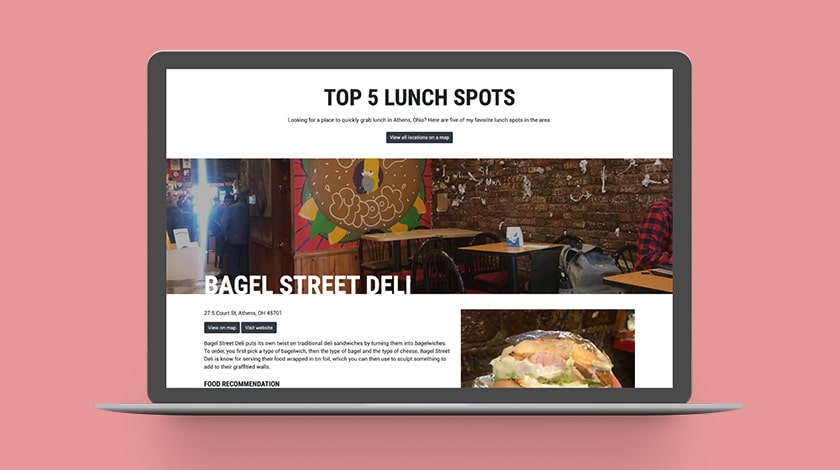 TOP 5 LUNCH SPOTS
Looking for a place to quickly grab lunch in Athens, Ohio? Here are five of my favorite lunch spots in the area.
View all locations on a map
BAGEL STREET DELI
27 S Court St, Athens, OH 45701
View on map Visit website
Bagel Street Deli puts its own twist on traditional deli sandwiches by turning them into bagelwiches.
To order, you first pick a type of bagelwich, then the type of bagel and the type of cheese. Bagel Street
Deli is know for serving their food wrapped in tin foil, which you can then use to sculpt something to
add to their graffitied walls.
FOOD RECOMMENDATION